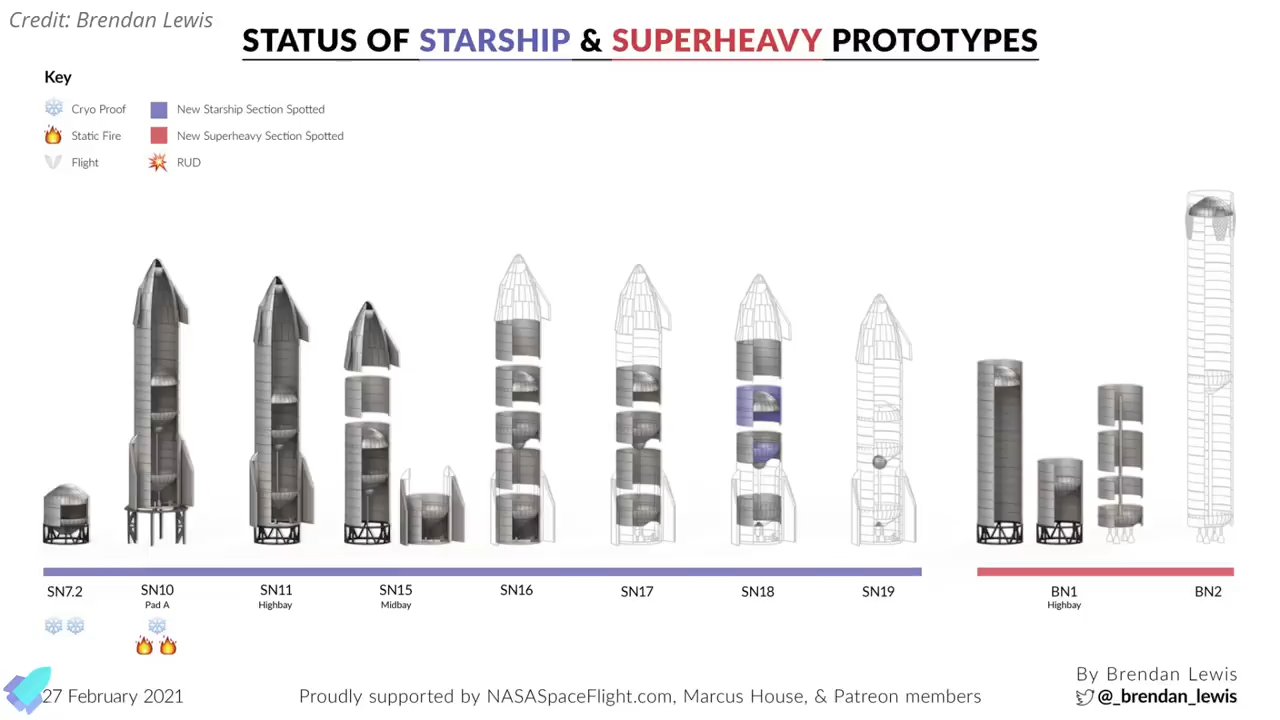 Credit: Brendan Lewis
STATUS OF STARSHIP & SUPERHEAVY PROTOTYPES
Key
Cryo Proof
New Starship Section Spotted
Static Fire
New Superheavy Section Spotted
Flight
RUD
SN7.2
SN10
Pad A
SN11
Highbay
SN15
Midbay
SN16
SN17
SN18
SN19
BN1
Highbay
BN2
27 February 2021
Proudly supported by NASASpaceFlight.com, Marcus House, & Patreon members
By Brendan Lewis
@_brendan_lewis